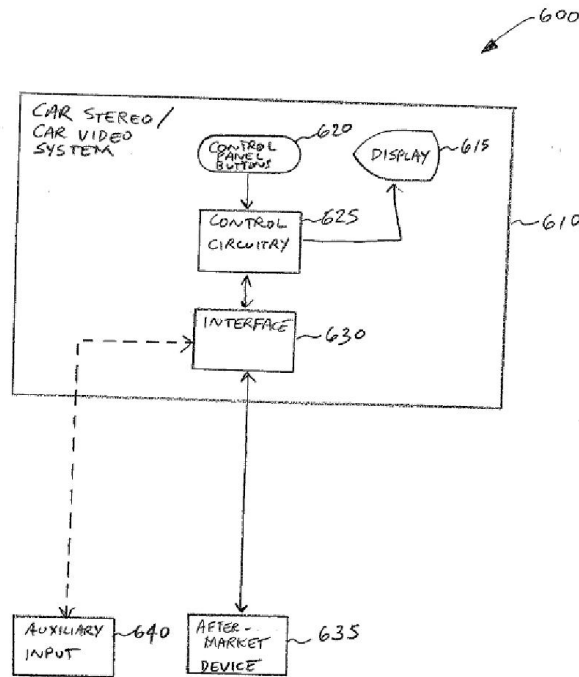 600
CAR STEREO/
CAR VIDEO
SYSTEM
CONTROL
PANEL
BUTTONS
620
DISPLAY
615
CONTROL
CIRCUITRY
625
610
INTERFACE
630
AUXILIARY
INPUT
640
AFTER-
MARKET
DEVICE
635